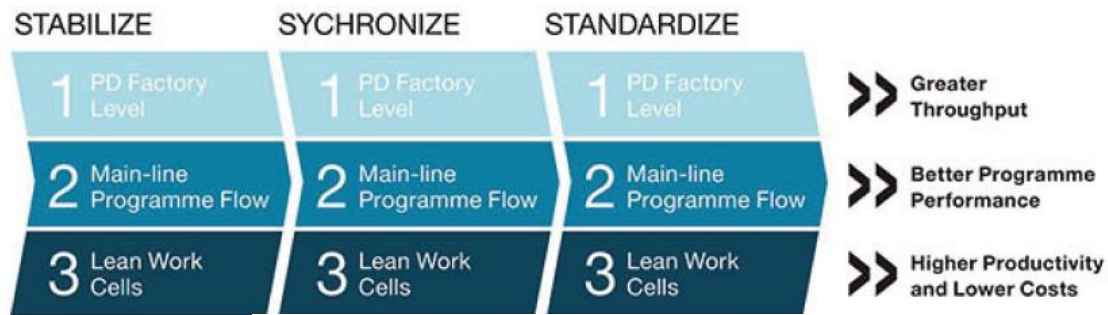 STABILIZE
SYCHRONIZE
STANDARDIZE
1 PD Factory
Level
1 PD Factory
Level
1 PD Factory
Level
Greater
Throughput
2 Main-line
Programme Flow
2 Main-line
Programme Flow
2 Main-line
Programme Flow
Better Programme
Performance
3 Lean Work
Cells
3 Lean Work
Cells
3 Lean Work
Cells
Higher Productivity
and Lower Costs